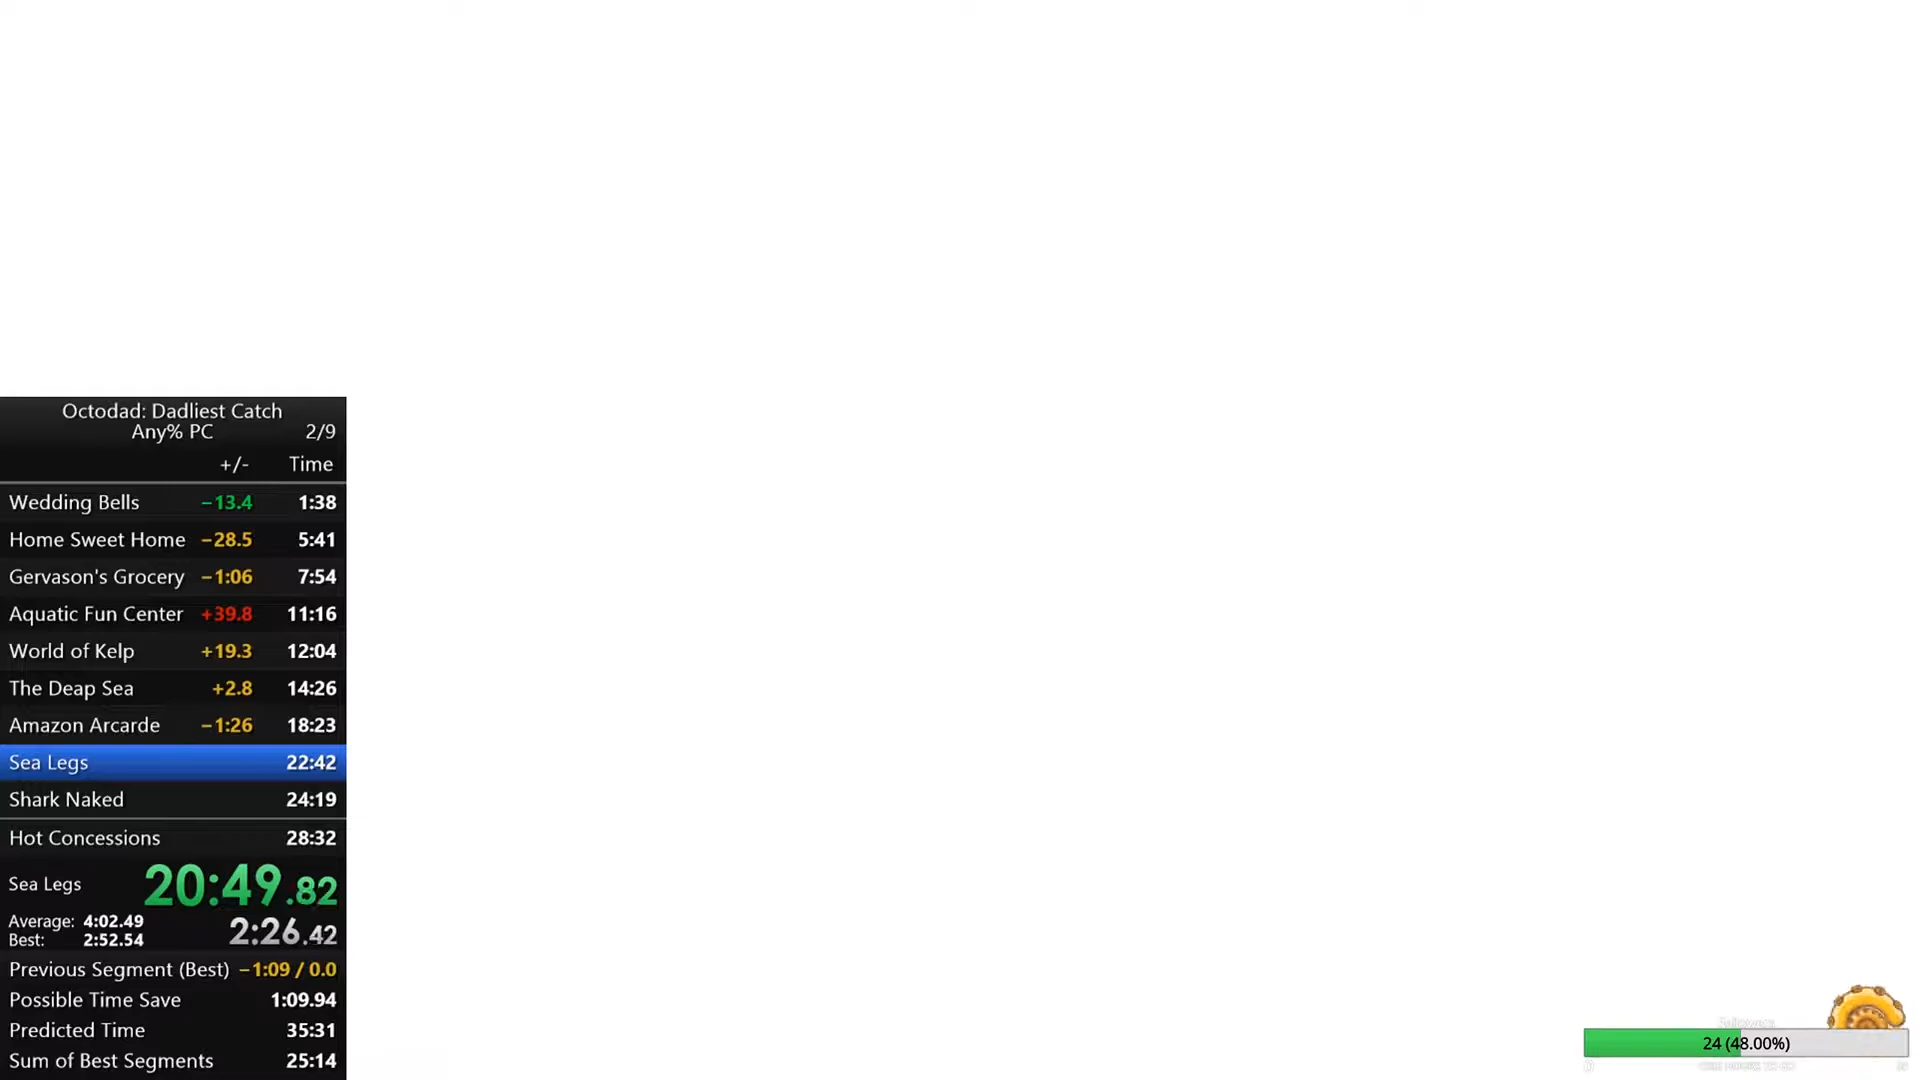 Octodad: Dadliest Catch
Any% PC 2/9
+/- Time
Wedding Bells −13.4 1:38
Home Sweet Home −28.5 5:41
Gervason's Grocery −1:06 7:54
Aquatic Fun Center +39.8 11:16
World of Kelp +19.3 12:04
The Deap Sea +2.8 14:26
Amazon Arcarde −1:26 18:23
Sea Legs 22:42
Shark Naked 24:19
Hot Concessions 28:32
Sea Legs 20:49.82
Average: 4:02.49
Best: 2:52.54 2:26.42
Previous Segment (Best) −1:09 / 0.0
Possible Time Save 1:09.94
Predicted Time 35:31
Sum of Best Segments 25:14
Followers
24 (48.00%)
0